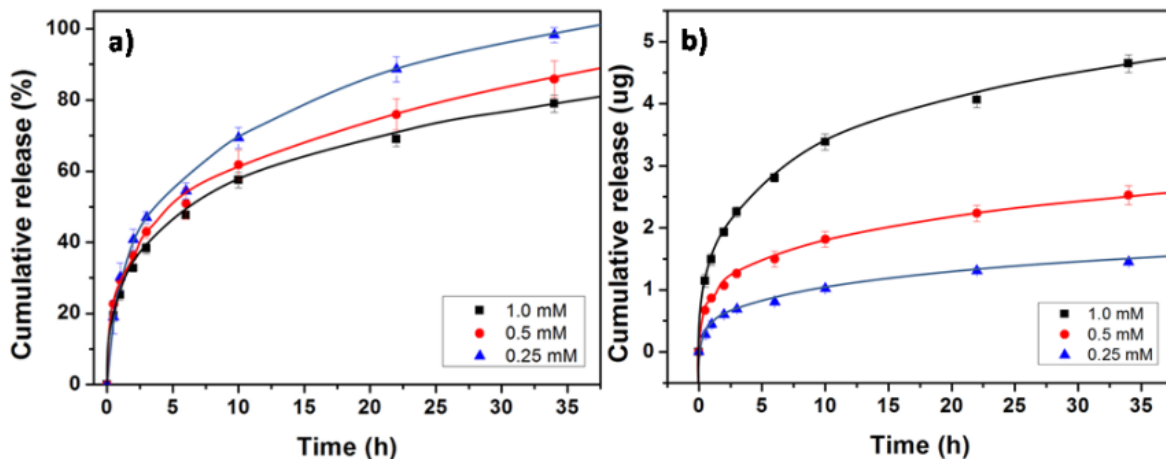 a)
Cumulative release (%)
100
80
60
40
20
0
1.0 mM
0.5 mM
0.25 mM
0 5 10 15 20 25 30 35
Time (h)
b)
Cumulative release (ug)
5
4
3
2
1
0
1.0 mM
0.5 mM
0.25 mM
0 5 10 15 20 25 30 35
Time (h)